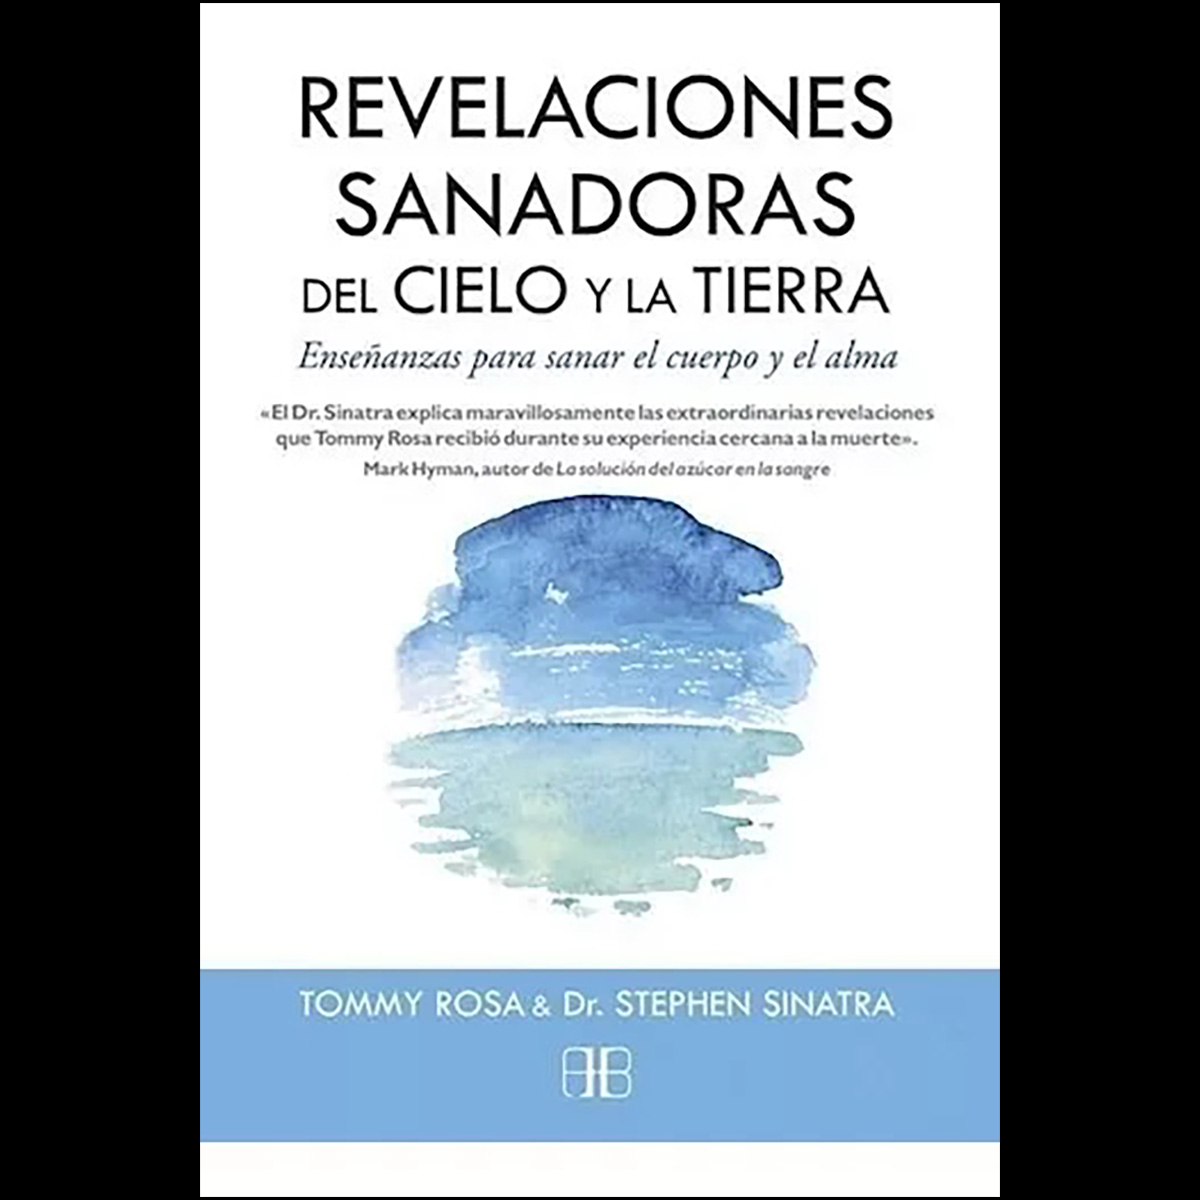 REVELACIONES
SANADORAS
DEL CIELO Y LA TIERRA
Enseñanzas para sanar el cuerpo y el alma
«El Dr. Sinatra explica maravillosamente las extraordinarias revelaciones
que Tommy Rosa recibió durante su experiencia cercana a la muerte».
Mark Hyman, autor de La solución del azúcar en la sangre
TOMMY ROSA & Dr. STEPHEN SINATRA
AB